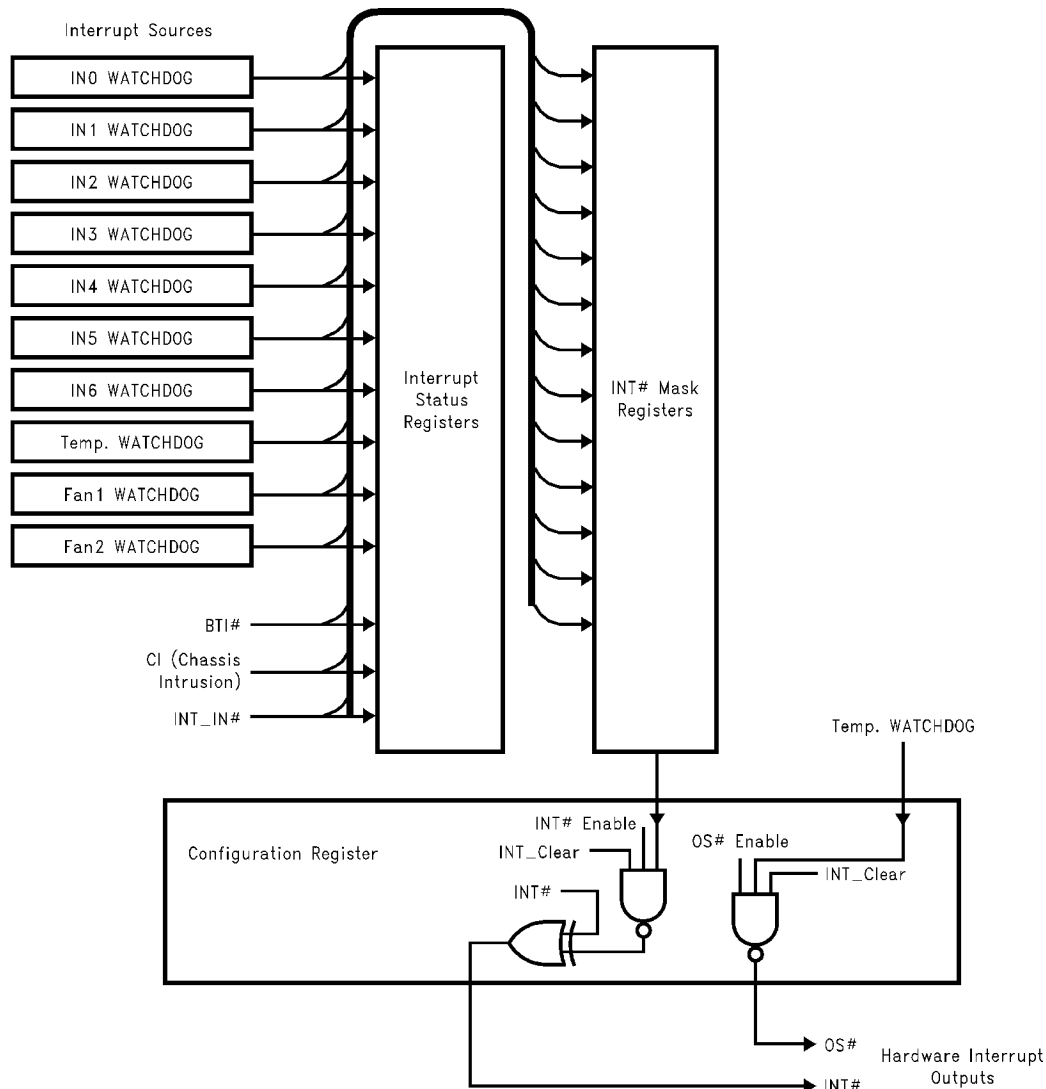 Interrupt Sources
IN0 WATCHDOG
IN1 WATCHDOG
IN2 WATCHDOG
IN3 WATCHDOG
IN4 WATCHDOG
IN5 WATCHDOG
IN6 WATCHDOG
Temp. WATCHDOG
Fan1 WATCHDOG
Fan2 WATCHDOG
BTI#
CI (Chassis
Intrusion)
INT_IN#
Interrupt
Status
Registers
INT# Mask
Registers
Temp. WATCHDOG
Configuration Register
INT# Enable
INT_Clear
INT#
OS# Enable
INT_Clear
OS#
INT#
Hardware Interrupt
Outputs